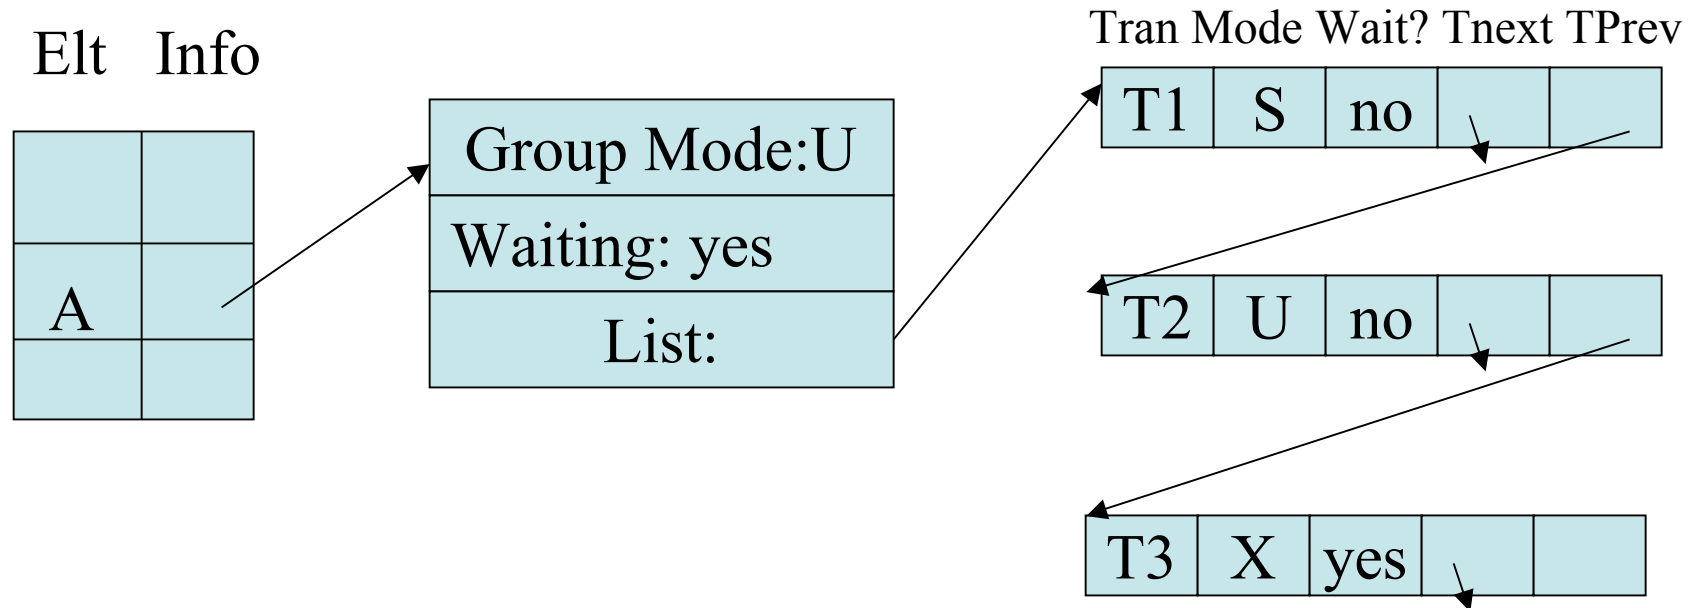 Elt Info
A
Group Mode:U
Waiting: yes
List:
Tran Mode Wait? Tnext TPrev
T1 S no
T2 U no
T3 X yes